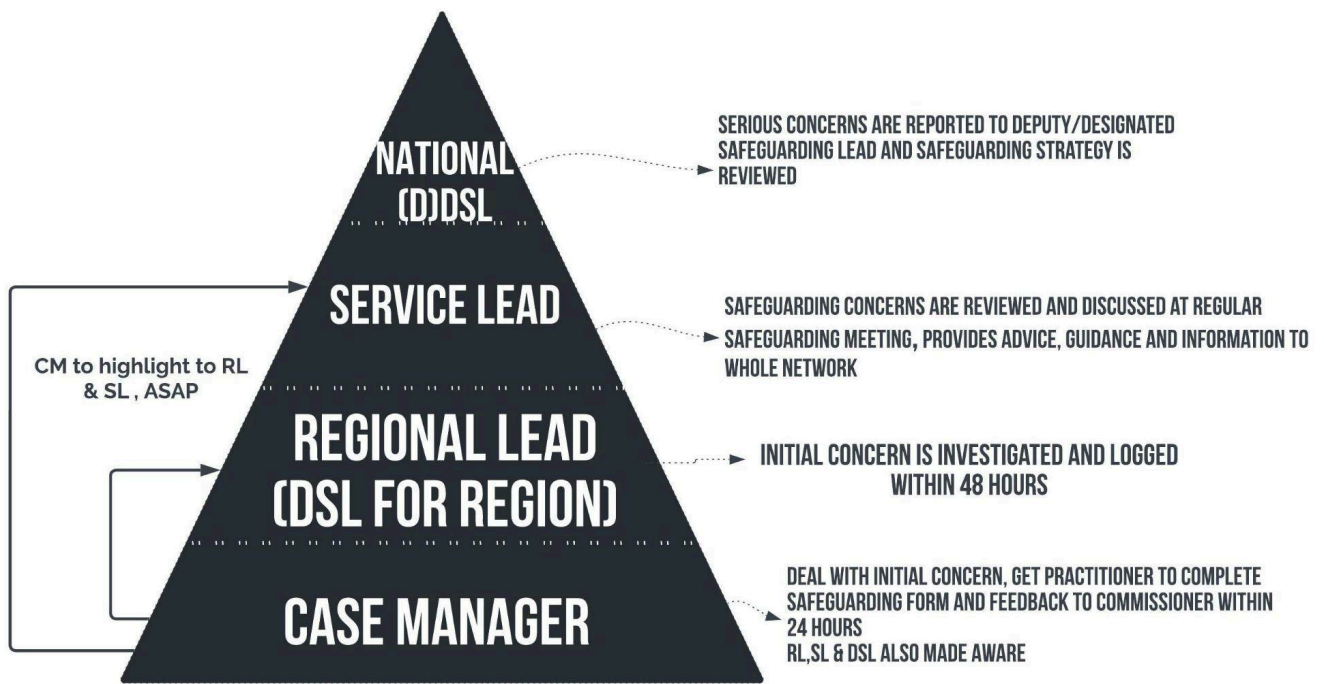 NATIONAL
(D)DSL
SERIOUS CONCERNS ARE REPORTED TO DEPUTY/DESIGNATED
SAFEGUARDING LEAD AND SAFEGUARDING STRATEGY IS
REVIEWED
SERVICE LEAD
SAFEGUARDING CONCERNS ARE REVIEWED AND DISCUSSED AT REGULAR
SAFEGUARDING MEETING, PROVIDES ADVICE, GUIDANCE AND INFORMATION TO
WHOLE NETWORK
CM to highlight to RL
& SL , ASAP
REGIONAL LEAD
(DSL FOR REGION)
INITIAL CONCERN IS INVESTIGATED AND LOGGED
WITHIN 48 HOURS
CASE MANAGER
DEAL WITH INITIAL CONCERN, GET PRACTITIONER TO COMPLETE
SAFEGUARDING FORM AND FEEDBACK TO COMMISSIONER WITHIN
24 HOURS
RL,SL & DSL ALSO MADE AWARE